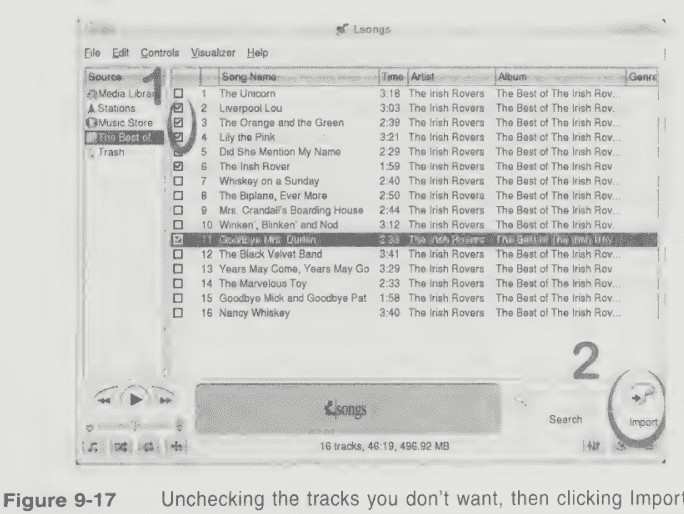 Lsongs
File Edit Controls Visualizer Help
Source Song Name Time Artist Album Genre
Media Librar
Stations
Music Store
The Best of
Trash
1
1 The Unicorn 3:18 The Irish Rovers The Best of The Irish Rov...
2 Liverpool Lou 3:03 The Irish Rovers The Best of The Irish Rov.
3 The Orange and the Green 2:39 The Irish Rovers The Best of The Irish Rov...
4 Lily the Pink 3:21 The Irish Rovers The Best of The Irish Rov...
5 Did She Mention My Name 2:29 The Irish Rovers The Best of The Irish Rov...
6 The Irish Rover 1:59 The Irish Rovers The Best of The Irish Rov
7 Whiskey on a Sunday 2:40 The Irish Rovers The Best of The Irish Rov...
8 The Biplane, Ever More 2:50 The Irish Rovers The Best of The Irish Rov...
9 Mrs. Crandall's Boarding House 2:44 The Irish Rovers The Best of The Irish Rov...
10 Winken', Blinken' and Nod 3:12 The Irish Rovers The Best of The Irish Rov.
11 Goodbye Mrs. Durkin The Irish Rovers The Best of The Irish Rov
12 The Black Velvet Band 3:41 The Irish Rovers The Best of The Irish Rov...
13 Years May Come, Years May Go 3:29 The Irish Rovers The Best of The Irish Rov
14 The Marvelous Toy 2:33 The Irish Rovers The Best of The Irish Rov...
15 Goodbye Mick and Goodbye Pat 1:58 The Irish Rovers The Best of The Irish Rov...
16 Nancy Whiskey 3:40 The Irish Rovers The Best of The Irish Rov...
2
Lsongs
Search
Import
16 tracks, 46:19, 496.92 MB
Figure 9-17 Unchecking the tracks you don't want, then clicking Import